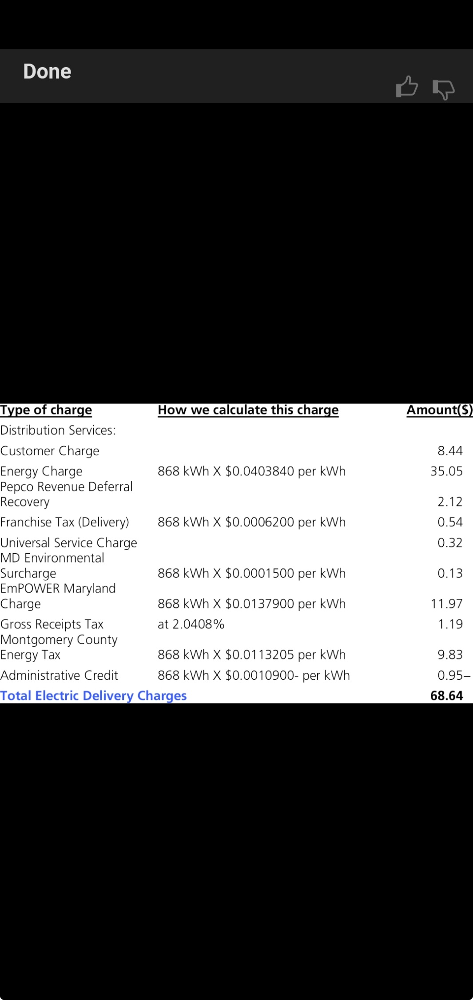 Done
Type of charge How we calculate this charge Amount($)
Distribution Services:
Customer Charge 8.44
Energy Charge 868 kWh X $0.0403840 per kWh 35.05
Pepco Revenue Deferral
Recovery 2.12
Franchise Tax (Delivery) 868 kWh X $0.0006200 per kWh 0.54
Universal Service Charge 0.32
MD Environmental
Surcharge 868 kWh X $0.0001500 per kWh 0.13
EmPOWER Maryland
Charge 868 kWh X $0.0137900 per kWh 11.97
Gross Receipts Tax at 2.0408% 1.19
Montgomery County
Energy Tax 868 kWh X $0.0113205 per kWh 9.83
Administrative Credit 868 kWh X $0.0010900- per kWh 0.95–
Total Electric Delivery Charges 68.64